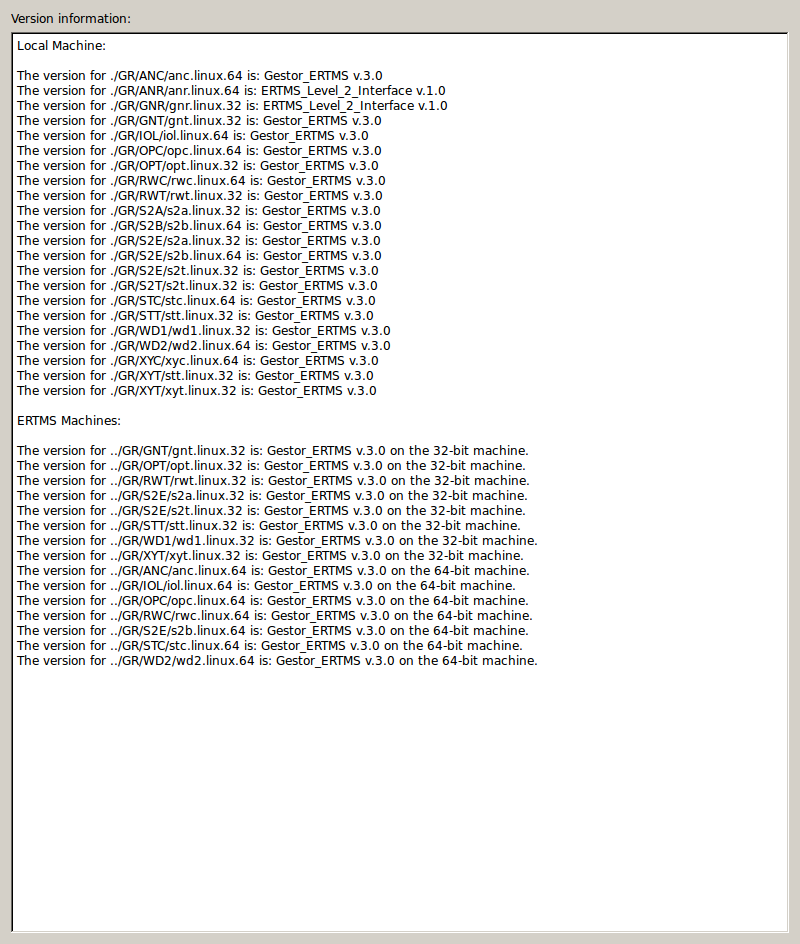 Version information:
Local Machine:
The version for ./GR/ANC/anc.linux.64 is: Gestor_ERTMS v.3.0
The version for ./GR/ANR/anr.linux.64 is: ERTMS_Level_2_Interface v.1.0
The version for ./GR/GNR/gnr.linux.32 is: ERTMS_Level_2_Interface v.1.0
The version for ./GR/GNT/gnt.linux.32 is: Gestor_ERTMS v.3.0
The version for ./GR/IOL/iol.linux.64 is: Gestor_ERTMS v.3.0
The version for ./GR/OPC/opc.linux.64 is: Gestor_ERTMS v.3.0
The version for ./GR/OPT/opt.linux.32 is: Gestor_ERTMS v.3.0
The version for ./GR/RWC/rwc.linux.64 is: Gestor_ERTMS v.3.0
The version for ./GR/RWT/rwt.linux.32 is: Gestor_ERTMS v.3.0
The version for ./GR/S2A/s2a.linux.32 is: Gestor_ERTMS v.3.0
The version for ./GR/S2B/s2b.linux.64 is: Gestor_ERTMS v.3.0
The version for ./GR/S2E/s2a.linux.32 is: Gestor_ERTMS v.3.0
The version for ./GR/S2E/s2b.linux.64 is: Gestor_ERTMS v.3.0
The version for ./GR/S2E/s2t.linux.32 is: Gestor_ERTMS v.3.0
The version for ./GR/S2T/s2t.linux.32 is: Gestor_ERTMS v.3.0
The version for ./GR/STC/stc.linux.64 is: Gestor_ERTMS v.3.0
The version for ./GR/STT/stt.linux.32 is: Gestor_ERTMS v.3.0
The version for ./GR/WD1/wd1.linux.32 is: Gestor_ERTMS v.3.0
The version for ./GR/WD2/wd2.linux.64 is: Gestor_ERTMS v.3.0
The version for ./GR/XYC/xyc.linux.64 is: Gestor_ERTMS v.3.0
The version for ./GR/XYT/stt.linux.32 is: Gestor_ERTMS v.3.0
The version for ./GR/XYT/xyt.linux.32 is: Gestor_ERTMS v.3.0
ERTMS Machines:
The version for ../GR/GNT/gnt.linux.32 is: Gestor_ERTMS v.3.0 on the 32-bit machine.
The version for ../GR/OPT/opt.linux.32 is: Gestor_ERTMS v.3.0 on the 32-bit machine.
The version for ../GR/RWT/rwt.linux.32 is: Gestor_ERTMS v.3.0 on the 32-bit machine.
The version for ../GR/S2E/s2a.linux.32 is: Gestor_ERTMS v.3.0 on the 32-bit machine.
The version for ../GR/S2E/s2t.linux.32 is: Gestor_ERTMS v.3.0 on the 32-bit machine.
The version for ../GR/STT/stt.linux.32 is: Gestor_ERTMS v.3.0 on the 32-bit machine.
The version for ../GR/WD1/wd1.linux.32 is: Gestor_ERTMS v.3.0 on the 32-bit machine.
The version for ../GR/XYT/xyt.linux.32 is: Gestor_ERTMS v.3.0 on the 32-bit machine.
The version for ../GR/ANC/anc.linux.64 is: Gestor_ERTMS v.3.0 on the 64-bit machine.
The version for ../GR/IOL/iol.linux.64 is: Gestor_ERTMS v.3.0 on the 64-bit machine.
The version for ../GR/OPC/opc.linux.64 is: Gestor_ERTMS v.3.0 on the 64-bit machine.
The version for ../GR/RWC/rwc.linux.64 is: Gestor_ERTMS v.3.0 on the 64-bit machine.
The version for ../GR/S2E/s2b.linux.64 is: Gestor_ERTMS v.3.0 on the 64-bit machine.
The version for ../GR/STC/stc.linux.64 is: Gestor_ERTMS v.3.0 on the 64-bit machine.
The version for ../GR/WD2/wd2.linux.64 is: Gestor_ERTMS v.3.0 on the 64-bit machine.